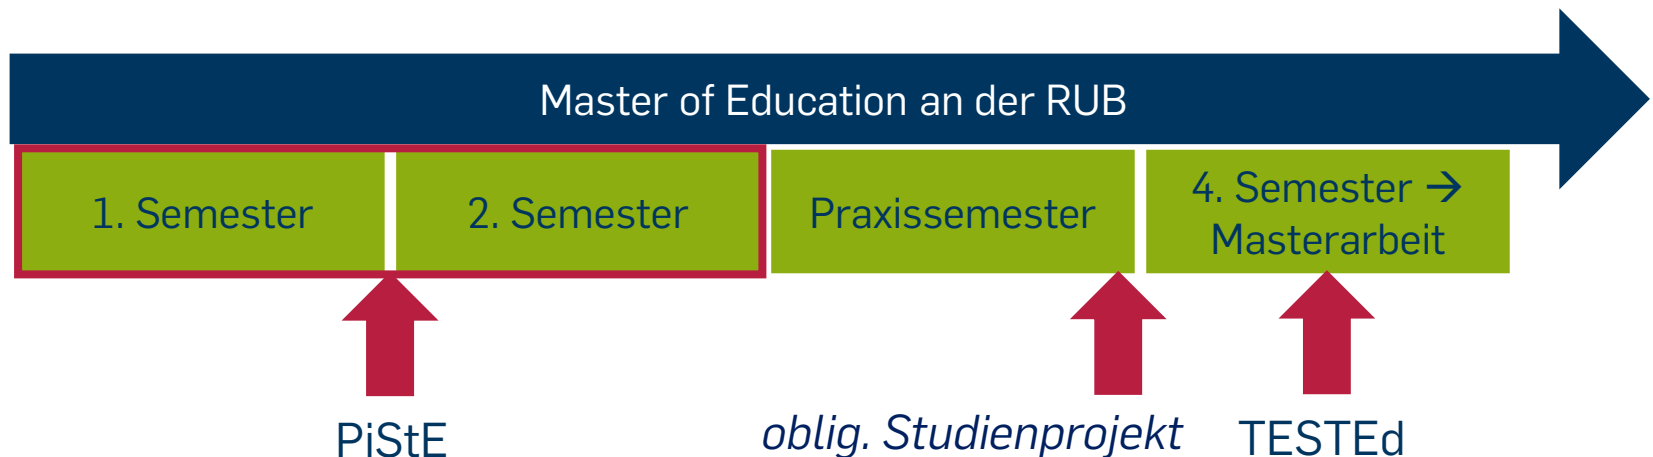 Master of Education an der RUB
1. Semester
2. Semester
Praxissemester
4. Semester →
Masterarbeit
PiStE
oblig. Studienprojekt
TESTEd